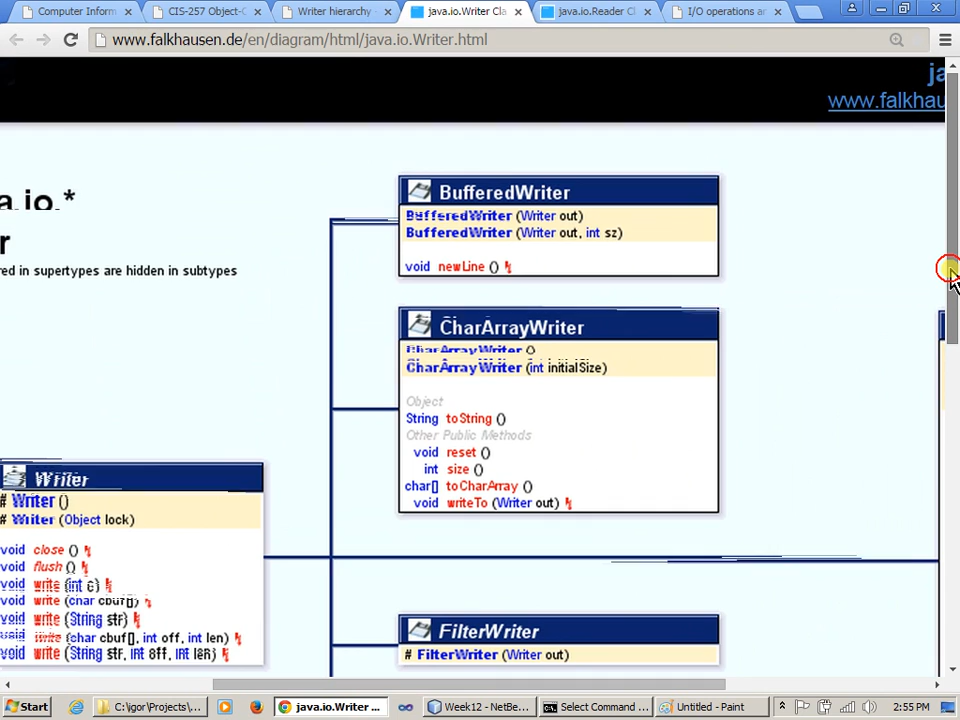 Computer Inform
CIS-257 Object-O
Writer hierarchy
java.io.Writer Cla
java.io.Reader C
I/O operations a
www.falkhausen.de/en/diagram/html/java.io.Writer.html
ja
www.falkhau
a.io.*
r
red in supertypes are hidden in subtypes
BufferedWriter
BufferedWriter (Writer out)
BufferedWriter (Writer out, int sz)
void newLine ()
CharArrayWriter
CharArrayWriter ()
CharArrayWriter (int initialSize)
Object
String toString ()
Other Public Methods
void reset ()
int size ()
char[] toCharArray ()
void writeTo (Writer out)
Writer
# Writer ()
# Writer (Object lock)
void close ()
void flush ()
void write (int c)
void write (char cbuf[])
void write (String str)
void write (char cbuf[], int off, int len)
void write (String str, int off, int len)
FilterWriter
# FilterWriter (Writer out)
Start
C:\igor\Projects\...
java.io.Writer ...
Week12 - NetBe...
Select Command ...
Untitled - Paint
2:55 PM